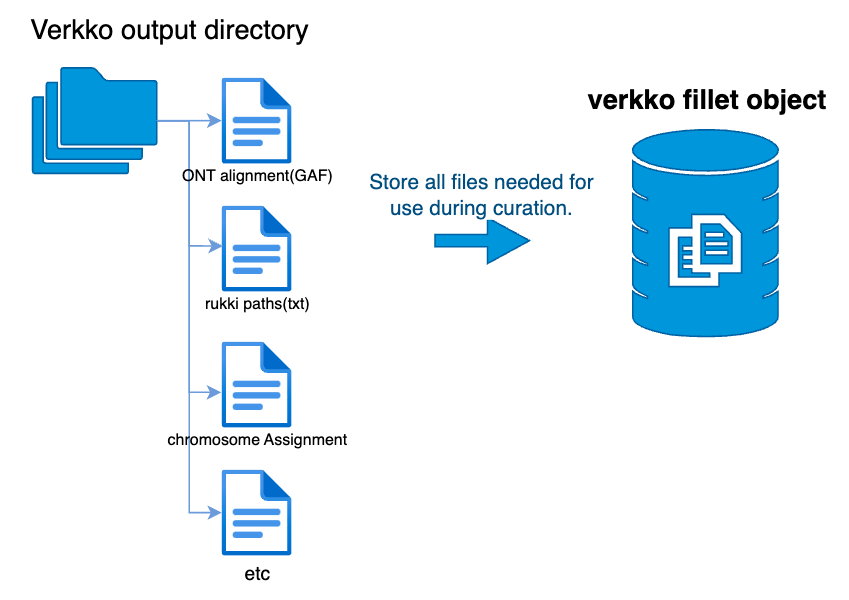 Verkko output directory
ONT alignment(GAF)
rukki paths(txt)
chromosome Assignment
etc
Store all files needed for
use during curation.
verkko fillet object